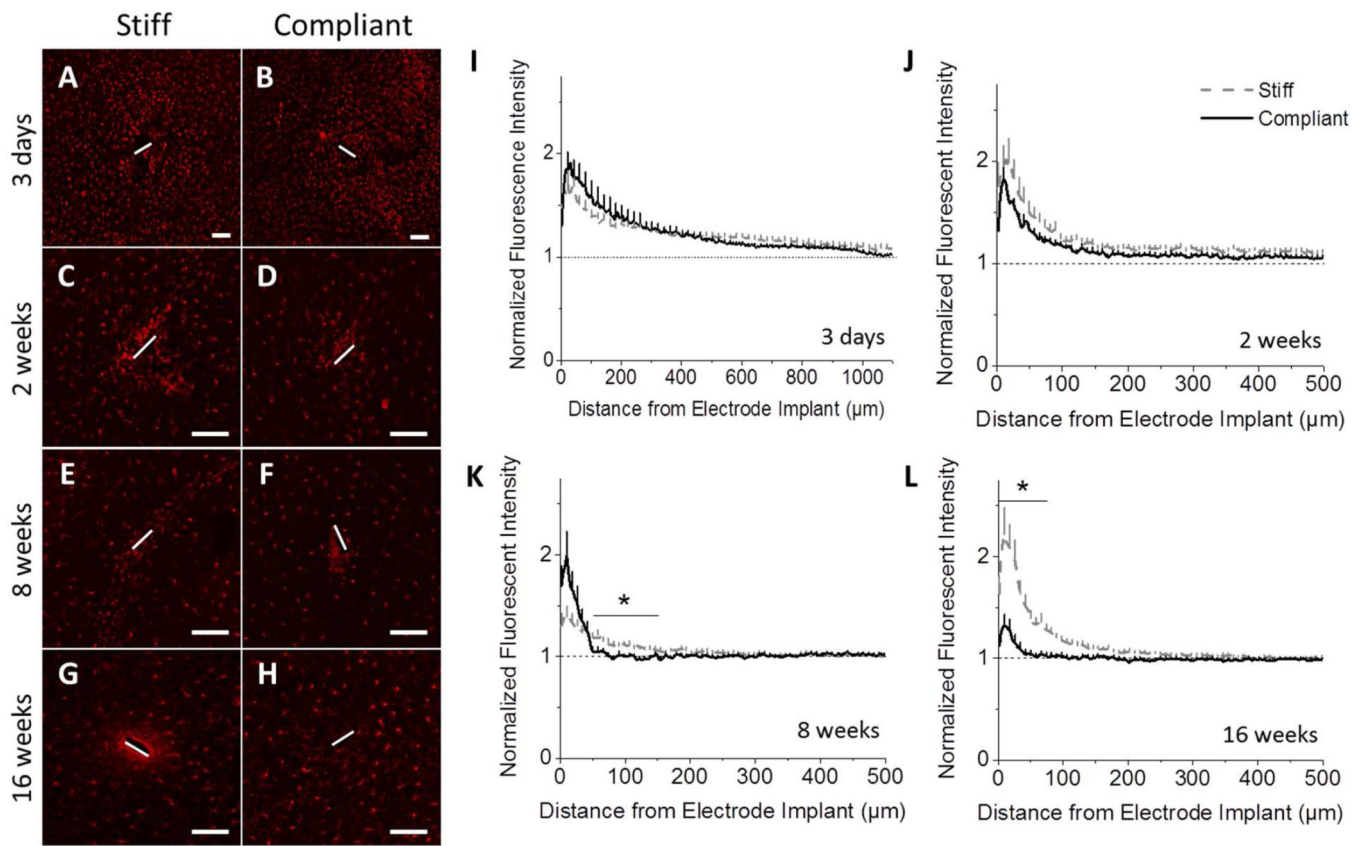 Stiff
Compliant
3 days
A
B
2 weeks
C
D
8 weeks
E
F
16 weeks
G
H
I
Normalized Fluorescence Intensity
2
1
0
3 days
0 200 400 600 800 1000
Distance from Electrode Implant (µm)
J
Stiff
Compliant
Normalized Fluorescent Intensity
2
1
0
2 weeks
0 100 200 300 400 500
Distance from Electrode Implant (µm)
K
Normalized Fluorescent Intensity
2
1
0
*
8 weeks
0 100 200 300 400 500
Distance from Electrode Implant (µm)
L
Normalized Fluorescent Intensity
2
1
0
*
16 weeks
0 100 200 300 400 500
Distance from Electrode Implant (µm)